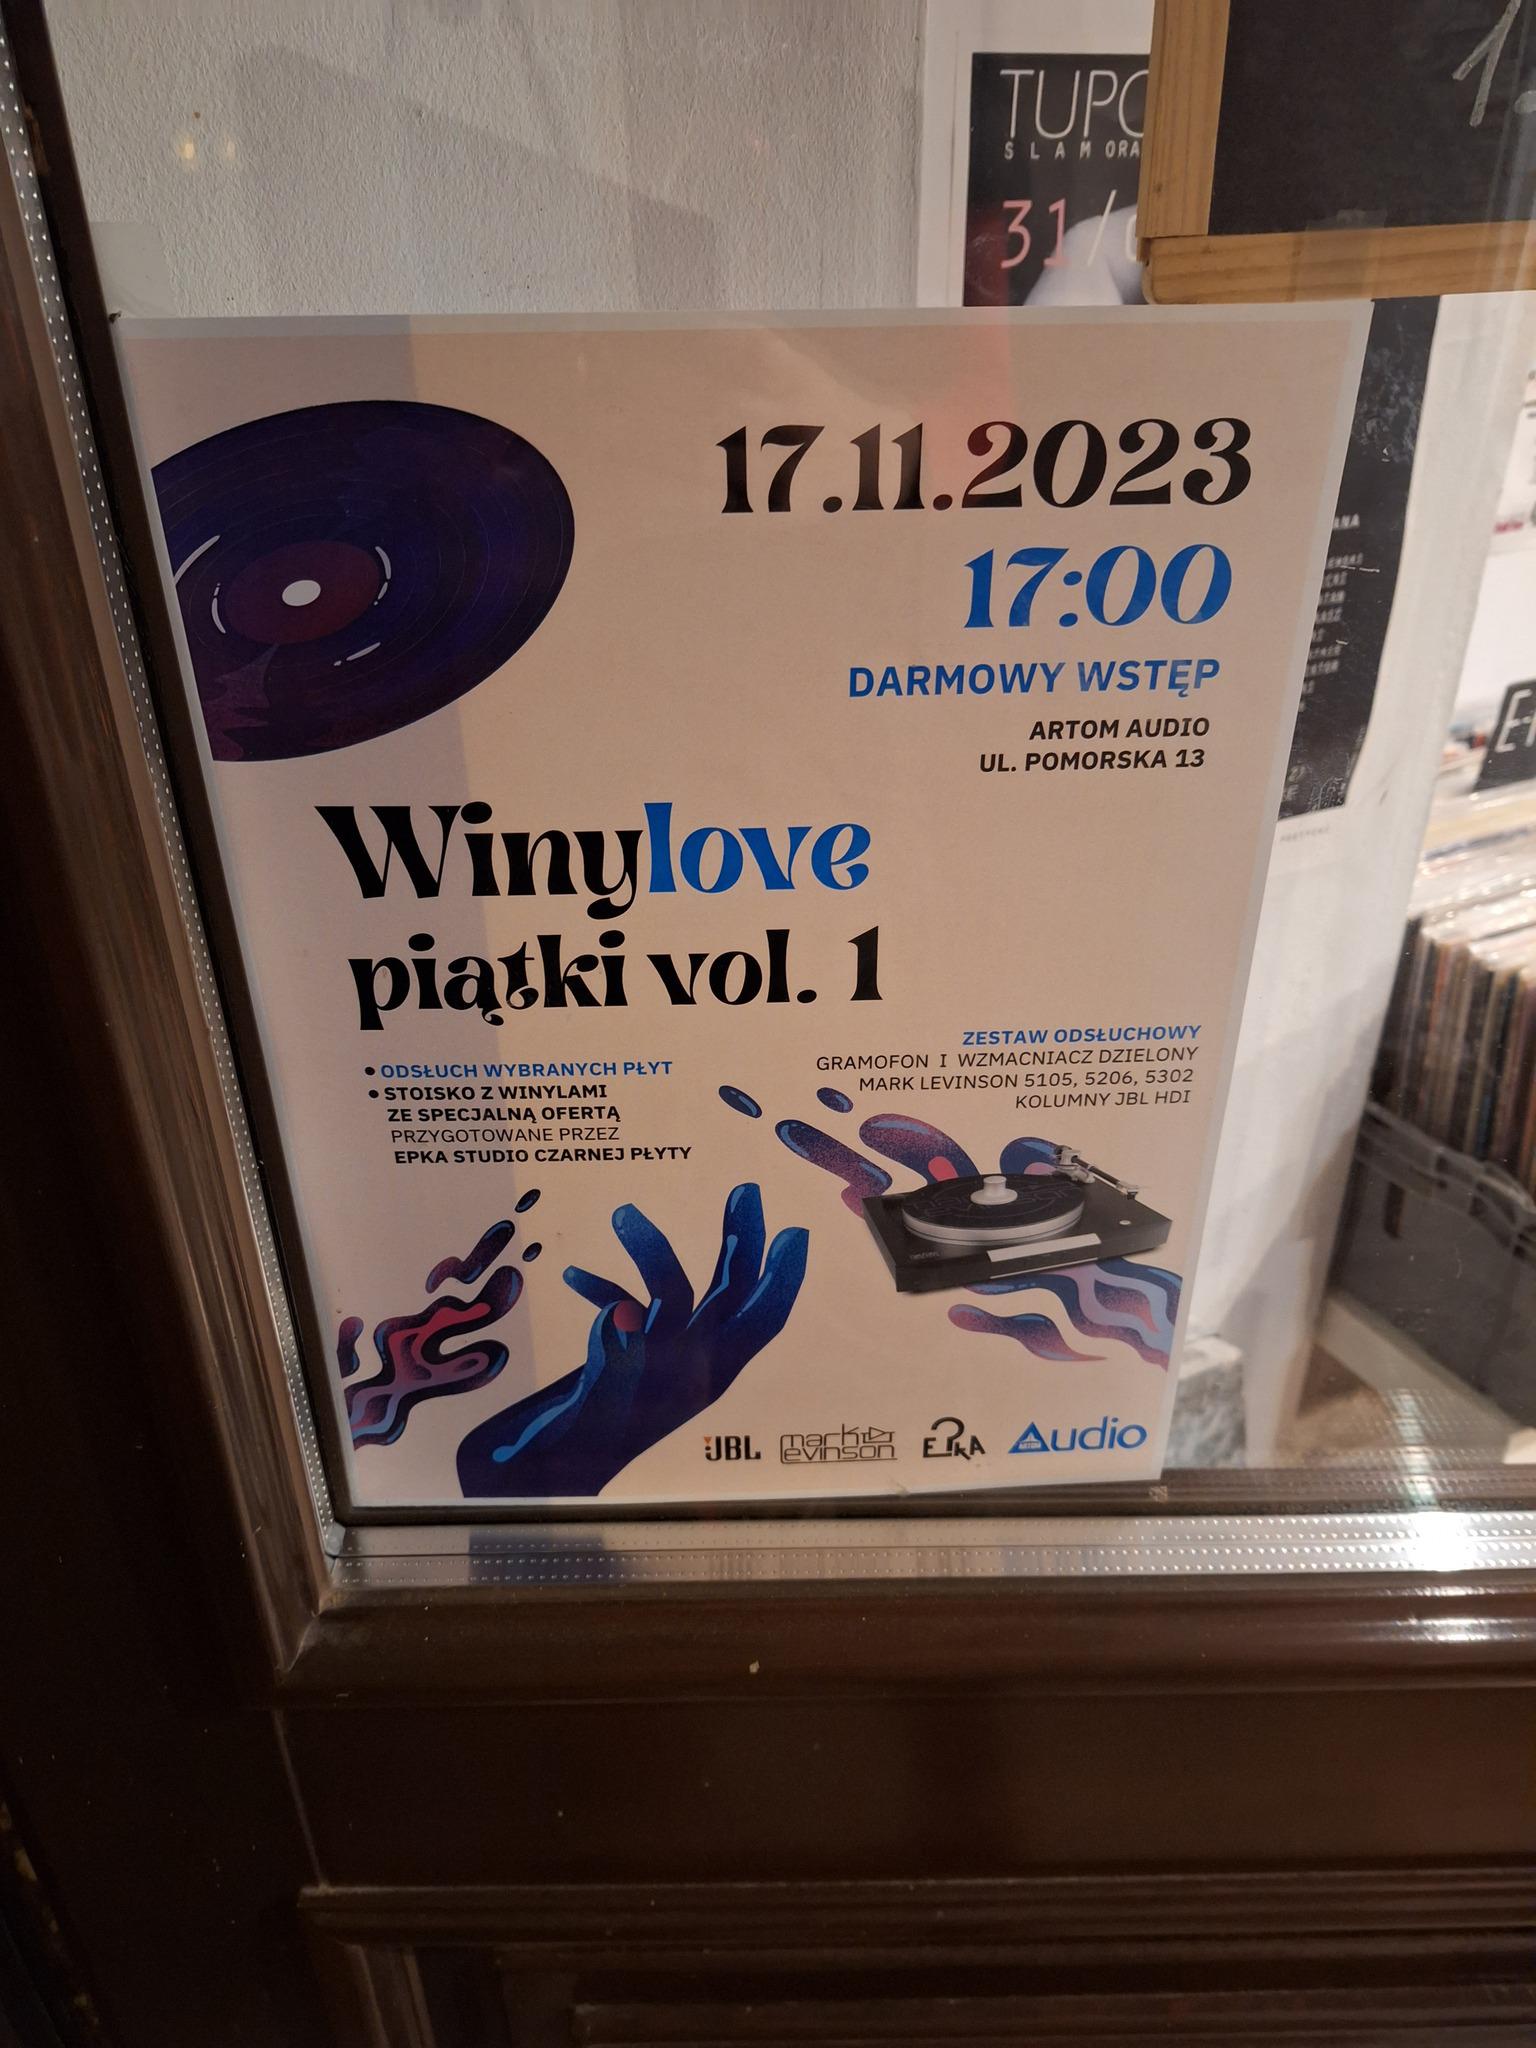 TUPO
SLAM ORA
31/
17.11.2023
17:00
DARMOWY WSTĘP
ARTOM AUDIO
UL. POMORSKA 13
Winylove
piątki vol. 1
• ODSŁUCH WYBRANYCH PŁYT
• STOISKO Z WINYLAMI
ZE SPECJALNĄ OFERTĄ
PRZYGOTOWANE PRZEZ
EPKA STUDIO CZARNEJ PŁYTY
ZESTAW ODSŁUCHOWY
GRAMOFON I WZMACNIACZ DZIELONY
MARK LEVINSON 5105, 5206, 5302
KOLUMNY JBL HDI
JBL
mark levinson
EPKA
ARTOM Audio